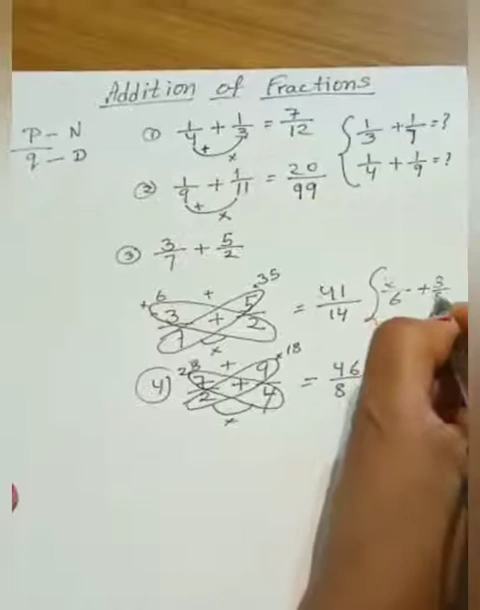 Addition of Fractions
P - N
q - D
① 1/4 + 1/3 = 7/12
+
x
② 1/9 + 1/11 = 20/99
+
x
1/3 + 1/7 = ?
1/4 + 1/9 = ?
③ 3/7 + 5/2
6 + 35
3/7 + 5/2 = 41/14
x
4) 28 + 18
7/2 + 9/4 = 46/8
x